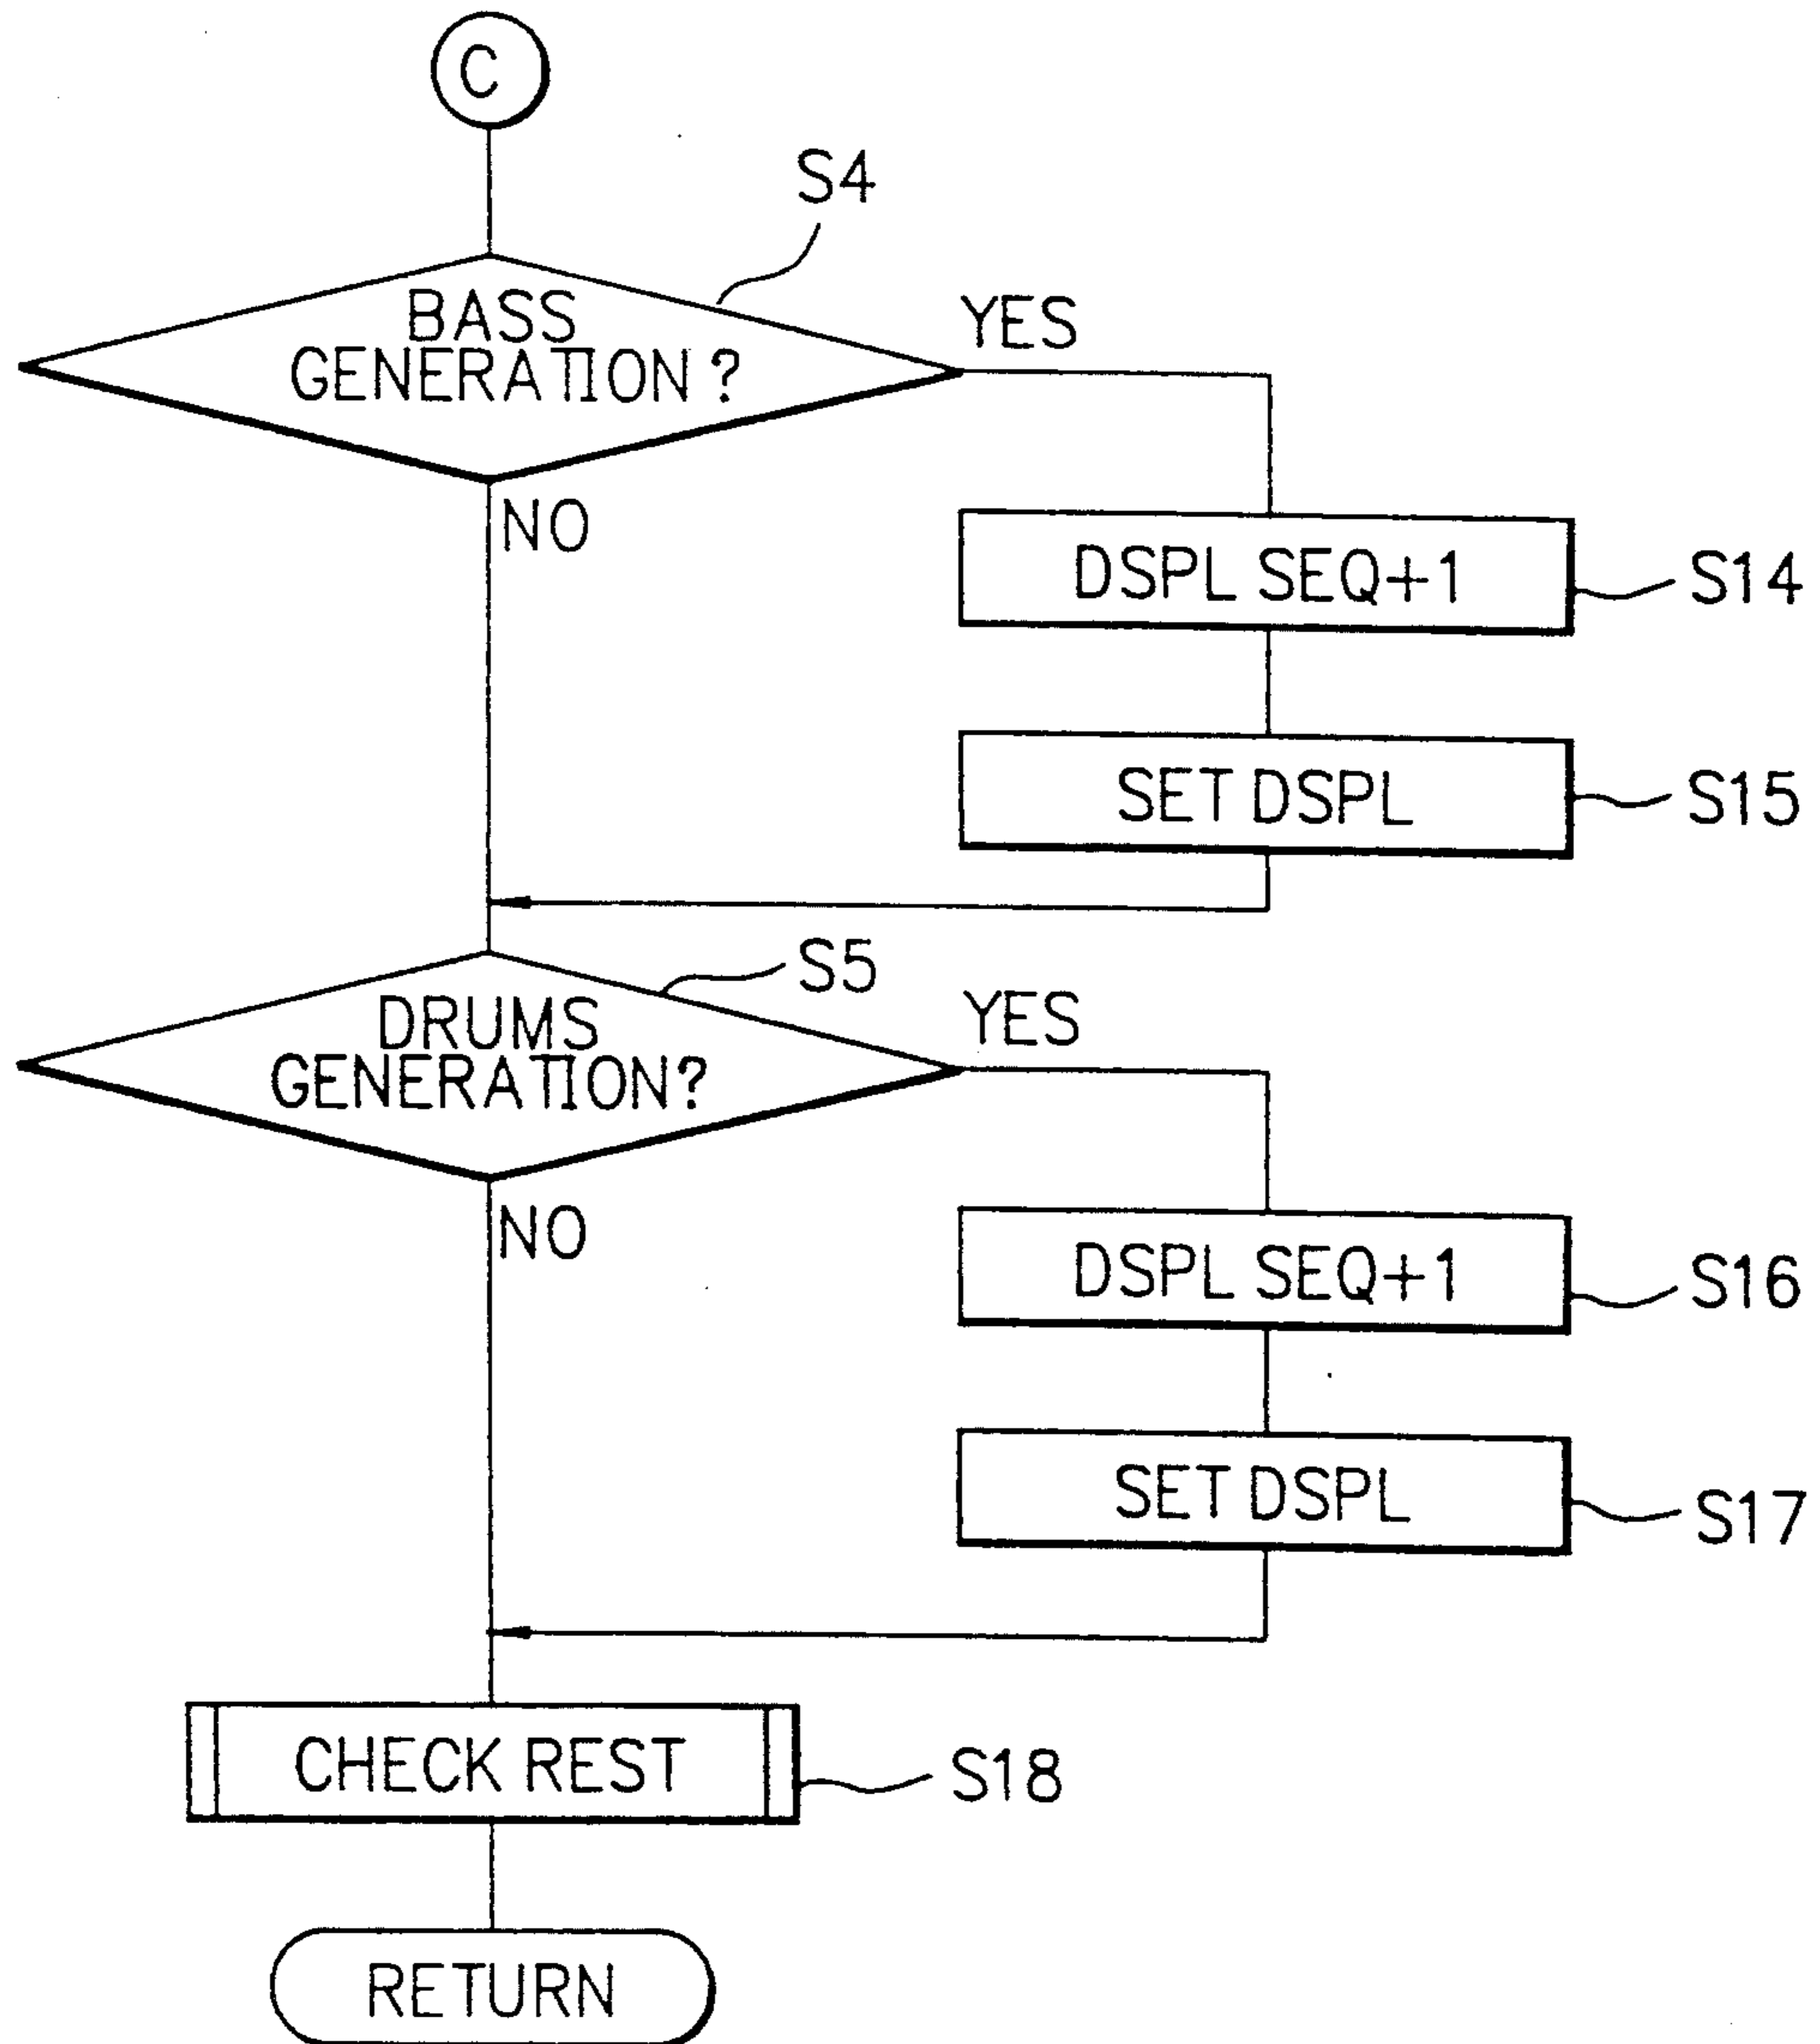 C
S4
BASS
GENERATION?
YES
NO
DSPL SEQ+1
S14
SET DSPL
S15
S5
DRUMS
GENERATION?
YES
NO
DSPL SEQ+1
S16
SET DSPL
S17
CHECK REST
S18
RETURN